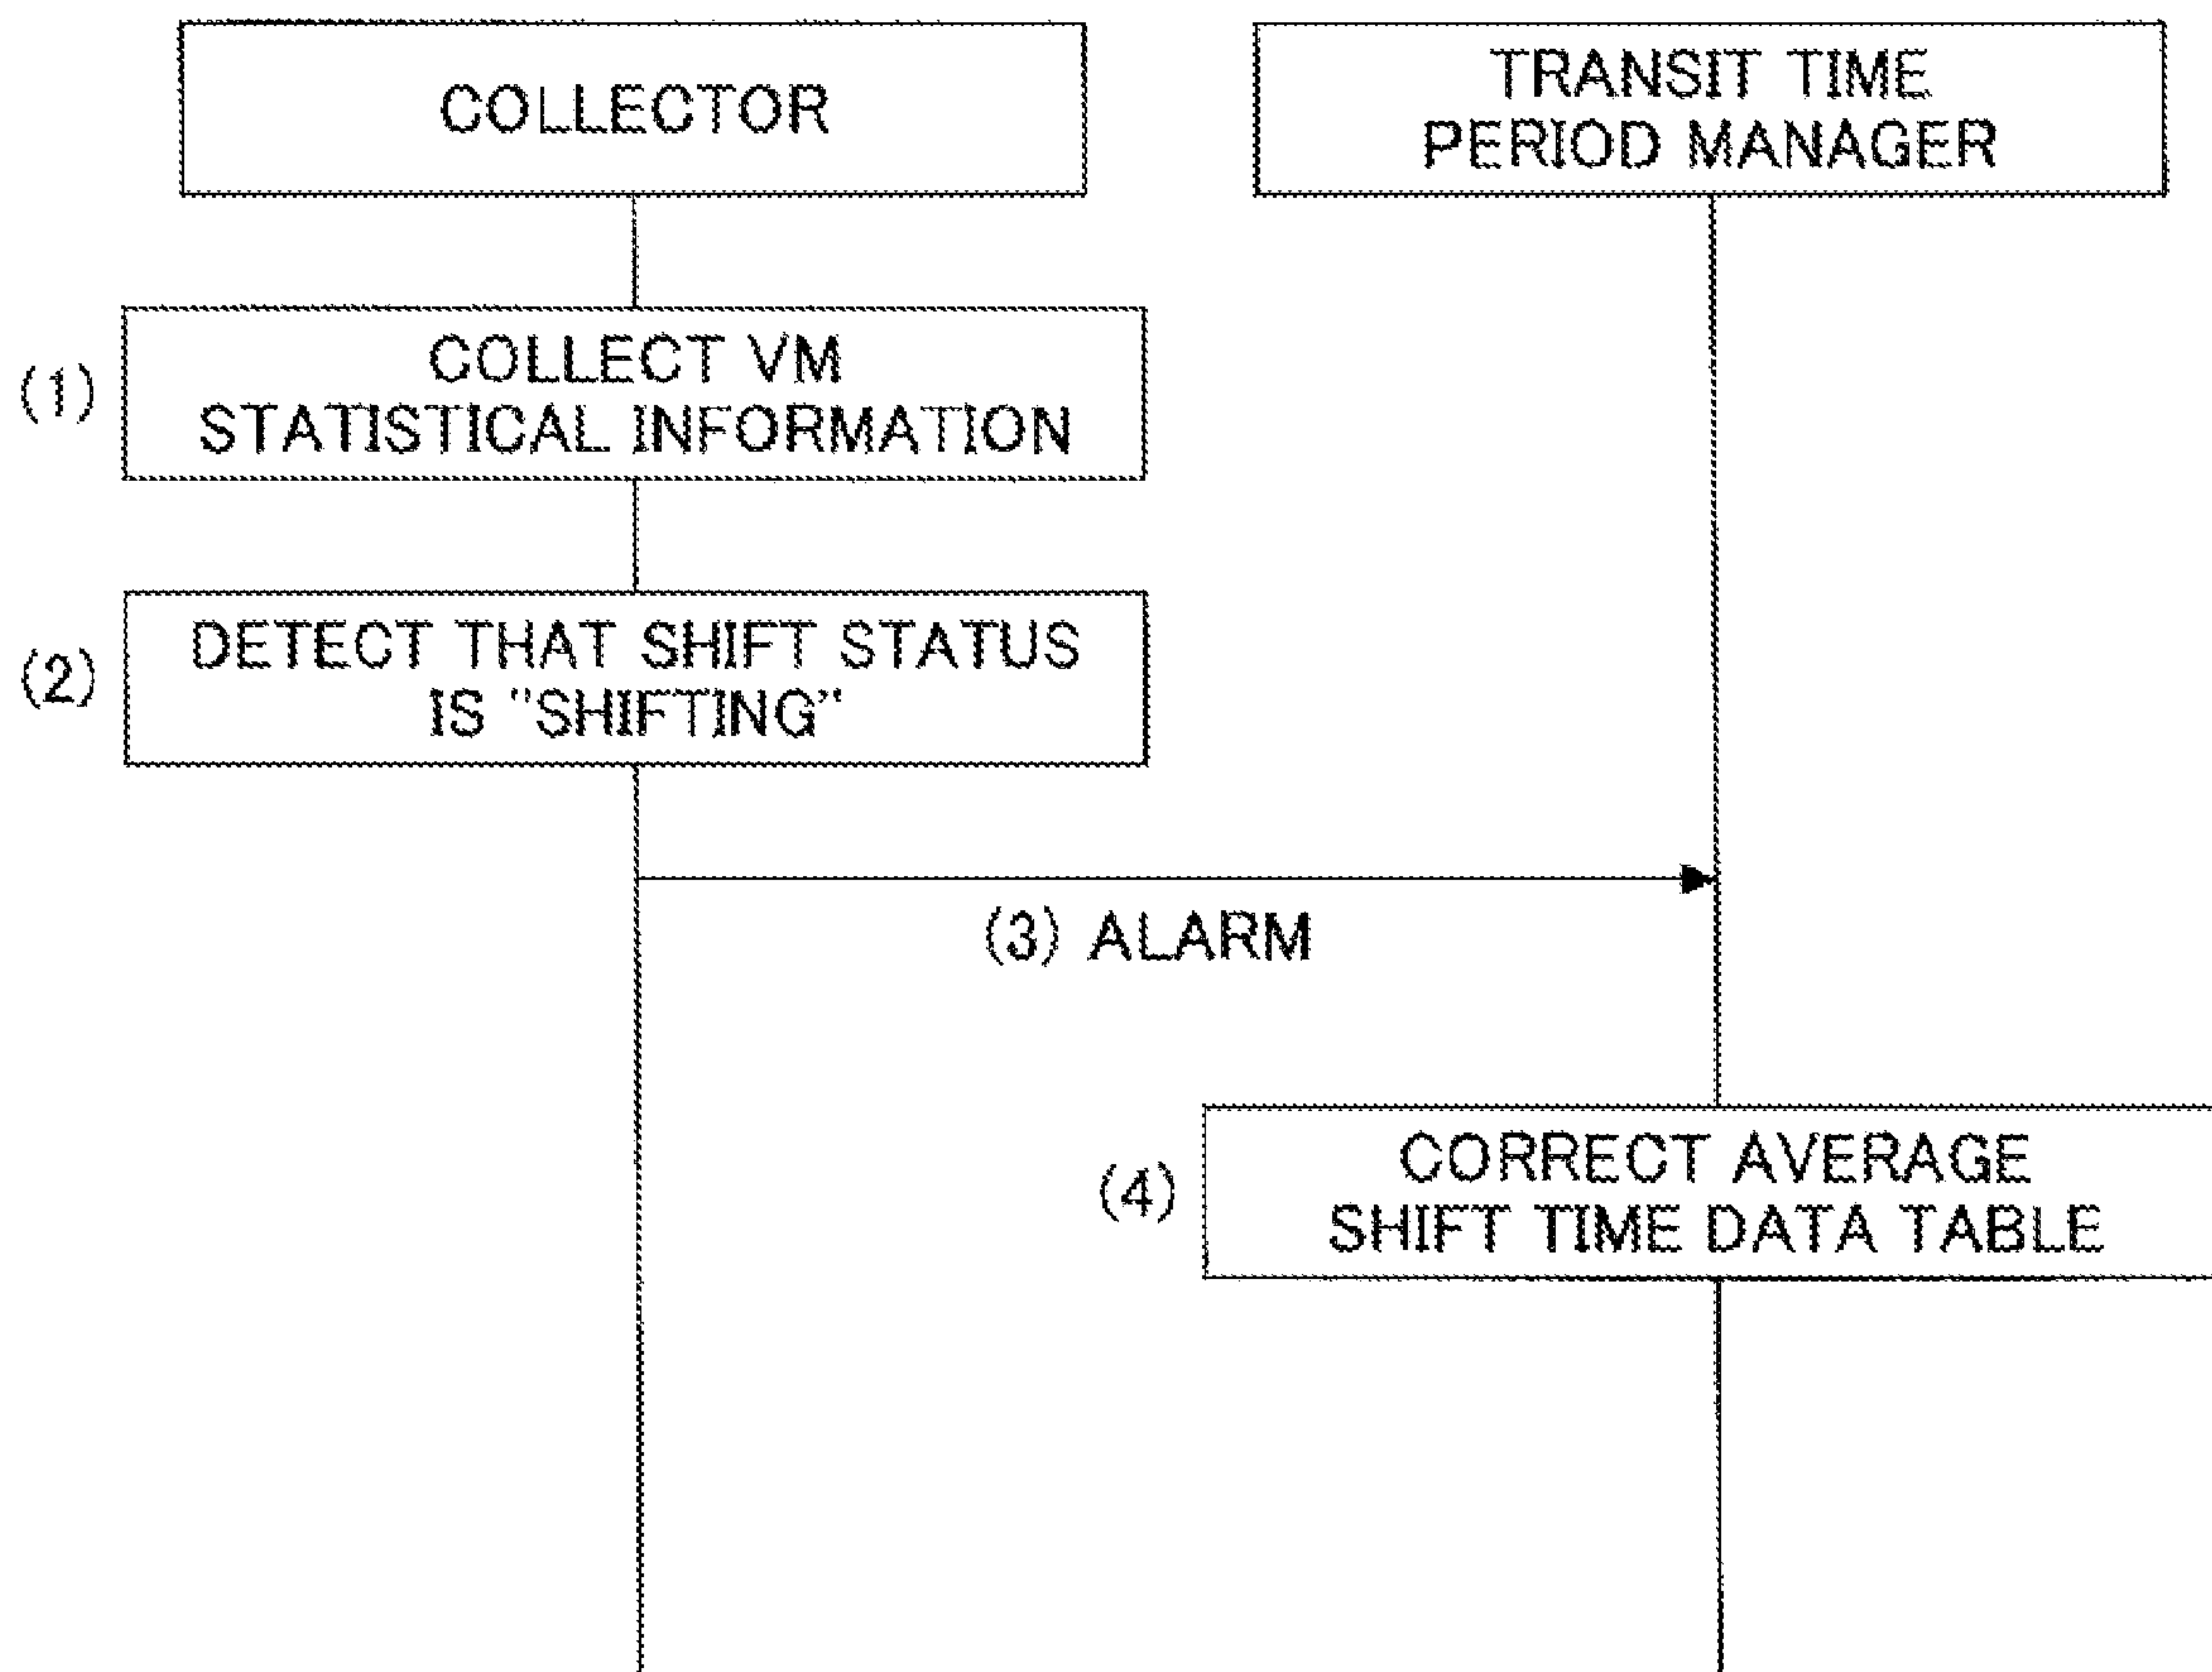 COLLECTOR
TRANSIT TIME
PERIOD MANAGER
(1)
COLLECT VM
STATISTICAL INFORMATION
(2)
DETECT THAT SHIFT STATUS
IS "SHIFTING"
(3) ALARM
(4)
CORRECT AVERAGE
SHIFT TIME DATA TABLE